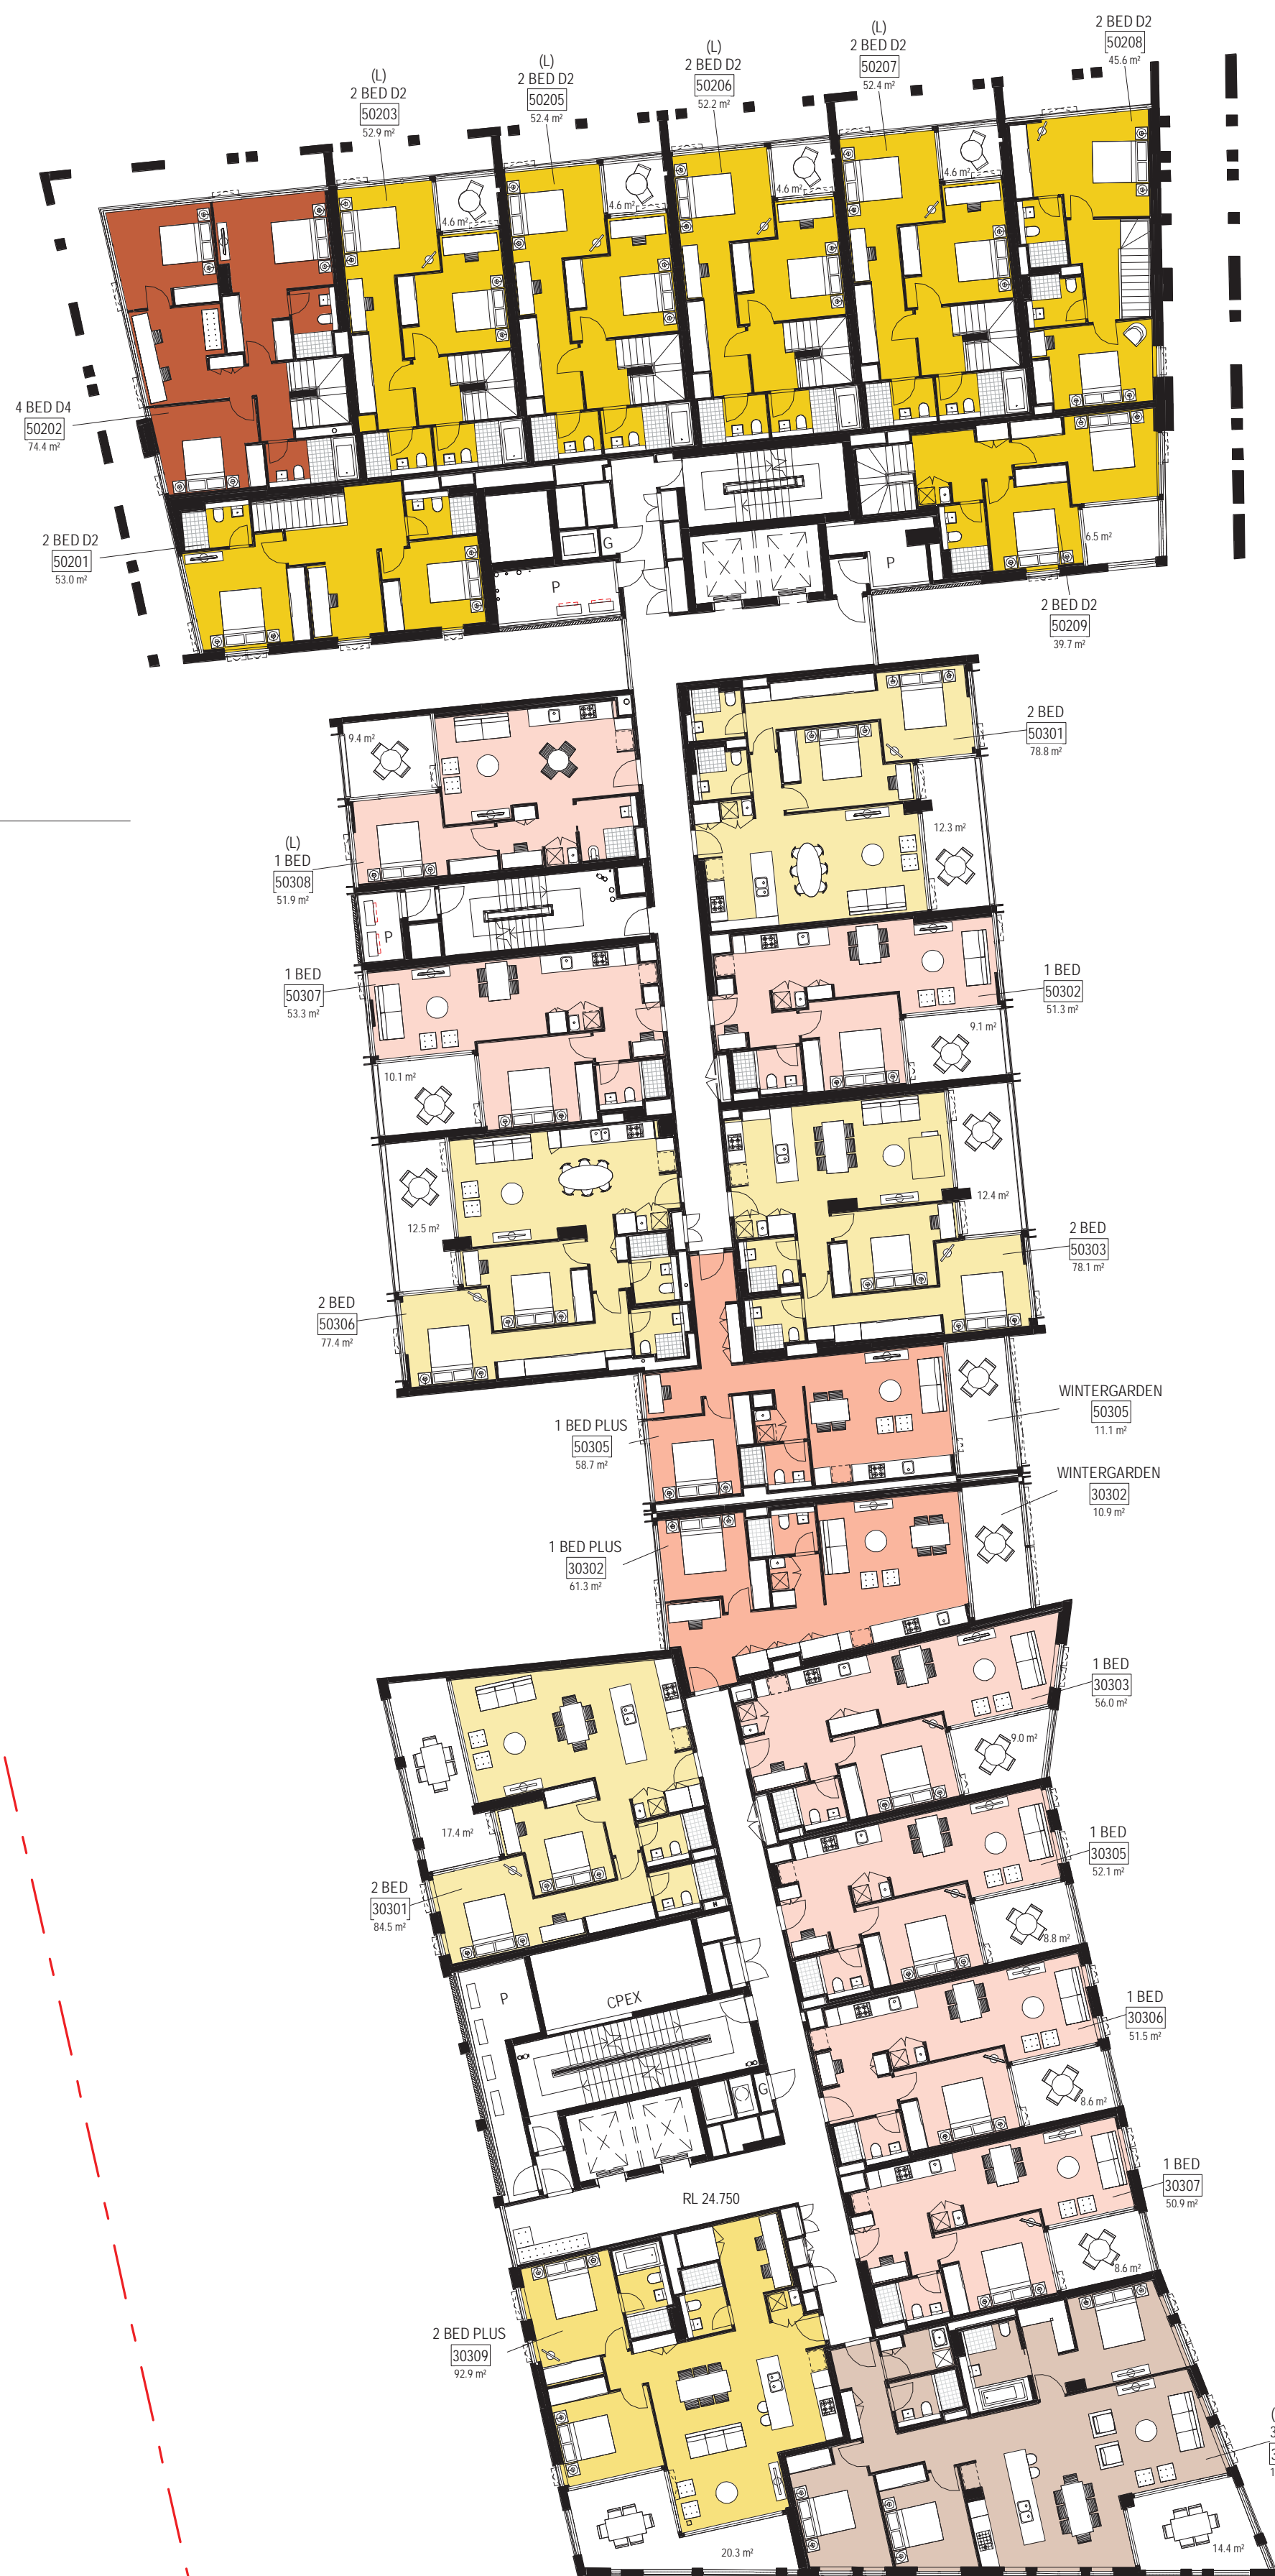 2 BED D2
50208
45.6 m²
(L)
2 BED D2
50207
52.4 m²
(L)
2 BED D2
50206
52.2 m²
(L)
2 BED D2
50205
52.4 m²
(L)
2 BED D2
50203
52.9 m²
4.6 m²
4.6 m²
4.6 m²
4.6 m²
4 BED D4
50202
74.4 m²
2 BED D2
50201
53.0 m²
G
P
P
6.5 m²
2 BED D2
50209
39.7 m²
9.4 m²
2 BED
50301
78.8 m²
12.3 m²
(L)
1 BED
50308
51.9 m²
P
1 BED
50307
53.3 m²
1 BED
50302
51.3 m²
9.1 m²
10.1 m²
12.4 m²
12.5 m²
2 BED
50303
78.1 m²
2 BED
50306
77.4 m²
WINTERGARDEN
50305
11.1 m²
1 BED PLUS
50305
58.7 m²
WINTERGARDEN
30302
10.9 m²
1 BED PLUS
30302
61.3 m²
1 BED
30303
56.0 m²
9.0 m²
17.4 m²
1 BED
30305
52.1 m²
2 BED
30301
84.5 m²
8.8 m²
P
CPEX
1 BED
30306
51.5 m²
G
8.6 m²
1 BED
30307
50.9 m²
RL 24.750
8.6 m²
2 BED PLUS
30309
92.9 m²
20.3 m²
14.4 m²